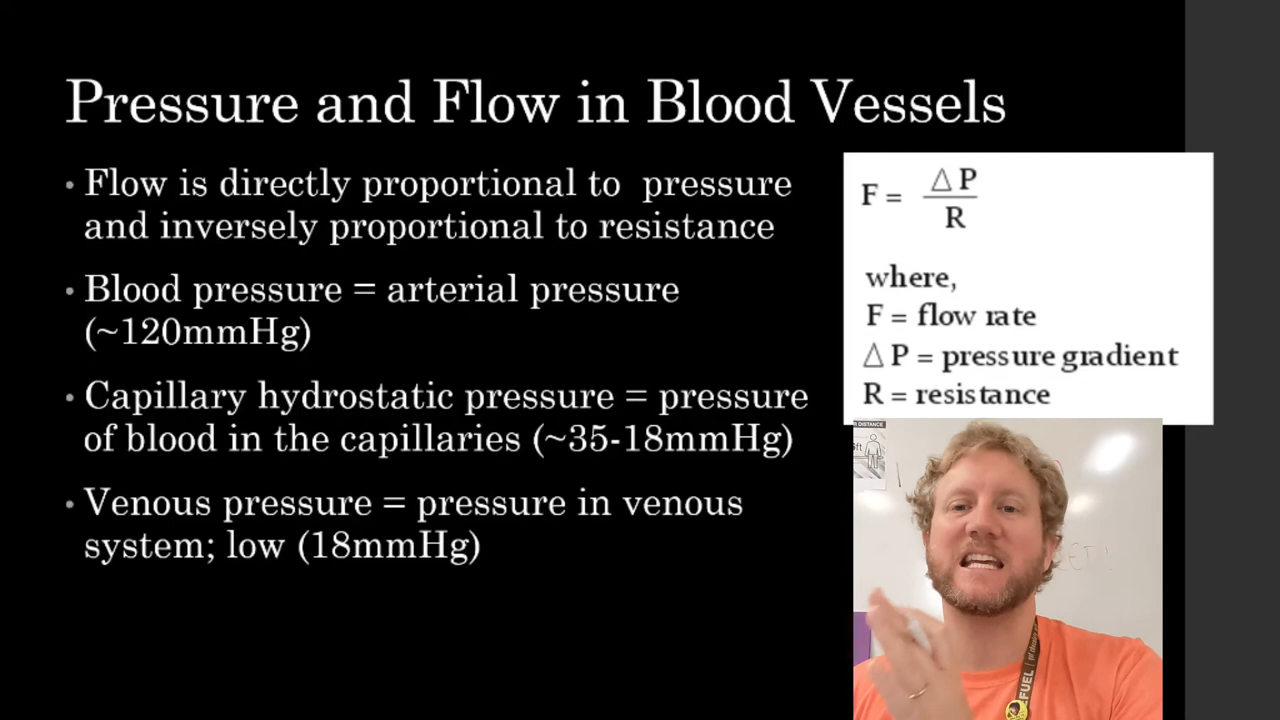 Pressure and Flow in Blood Vessels
• Flow is directly proportional to pressure
and inversely proportional to resistance
• Blood pressure = arterial pressure
(~120mmHg)
• Capillary hydrostatic pressure = pressure
of blood in the capillaries (~35-18mmHg)
• Venous pressure = pressure in venous
system; low (18mmHg)
F = △ P
R
where,
F = flow rate
△ P = pressure gradient
R = resistance
DISTANCE
FUEL